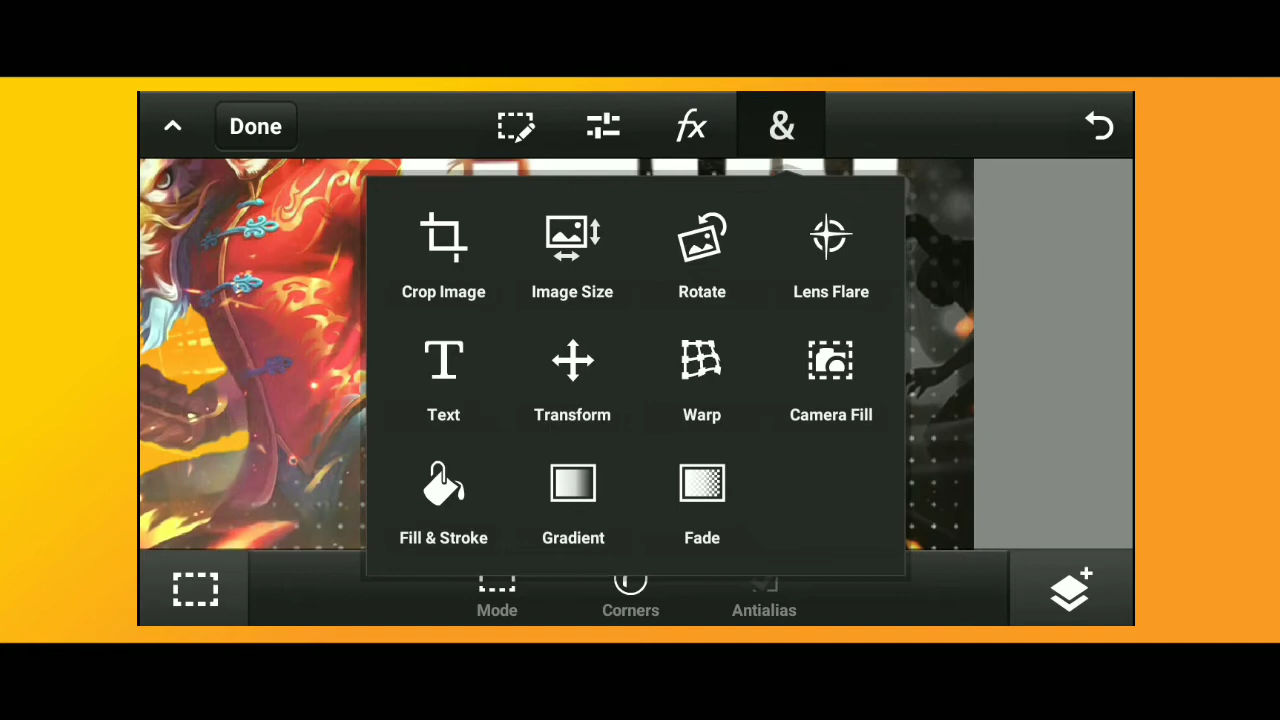 Done fx &
Crop Image Image Size Rotate Lens Flare
Text Transform Warp Camera Fill
Fill & Stroke Gradient Fade
Mode Corners Antialias